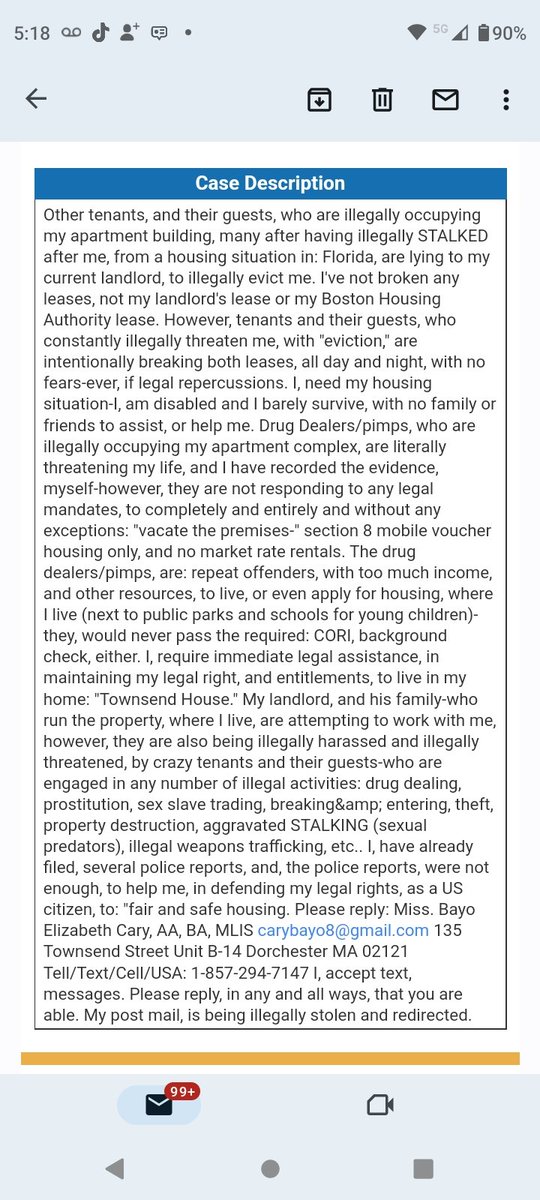 5:18
5G
90%
Case Description
Other tenants, and their guests, who are illegally occupying
my apartment building, many after having illegally STALKED
after me, from a housing situation in: Florida, are lying to my
current landlord, to illegally evict me. I've not broken any
leases, not my landlord's lease or my Boston Housing
Authority lease. However, tenants and their guests, who
constantly illegally threaten me, with "eviction," are
intentionally breaking both leases, all day and night, with no
fears-ever, if legal repercussions. I, need my housing
situation-I, am disabled and I barely survive, with no family or
friends to assist, or help me. Drug Dealers/pimps, who are
illegally occupying my apartment complex, are literally
threatening my life, and I have recorded the evidence,
myself-however, they are not responding to any legal
mandates, to completely and entirely and without any
exceptions: "vacate the premises-" section 8 mobile voucher
housing only, and no market rate rentals. The drug
dealers/pimps, are: repeat offenders, with too much income,
and other resources, to live, or even apply for housing, where
I live (next to public parks and schools for young children)-
they, would never pass the required: CORI, background
check, either. I, require immediate legal assistance, in
maintaining my legal right, and entitlements, to live in my
home: "Townsend House." My landlord, and his family-who
run the property, where I live, are attempting to work with me,
however, they are also being illegally harassed and illegally
threatened, by crazy tenants and their guests-who are
engaged in any number of illegal activities: drug dealing,
prostitution, sex slave trading, breaking&amp; entering, theft,
property destruction, aggravated STALKING (sexual
predators), illegal weapons trafficking, etc.. I, have already
filed, several police reports, and, the police reports, were not
enough, to help me, in defending my legal rights, as a US
citizen, to: "fair and safe housing. Please reply: Miss. Bayo
Elizabeth Cary, AA, BA, MLIS carybayo8@gmail.com 135
Townsend Street Unit B-14 Dorchester MA 02121
Tell/Text/Cell/USA: 1-857-294-7147 I, accept text,
messages. Please reply, in any and all ways, that you are
able. My post mail, is being illegally stolen and redirected.
99+